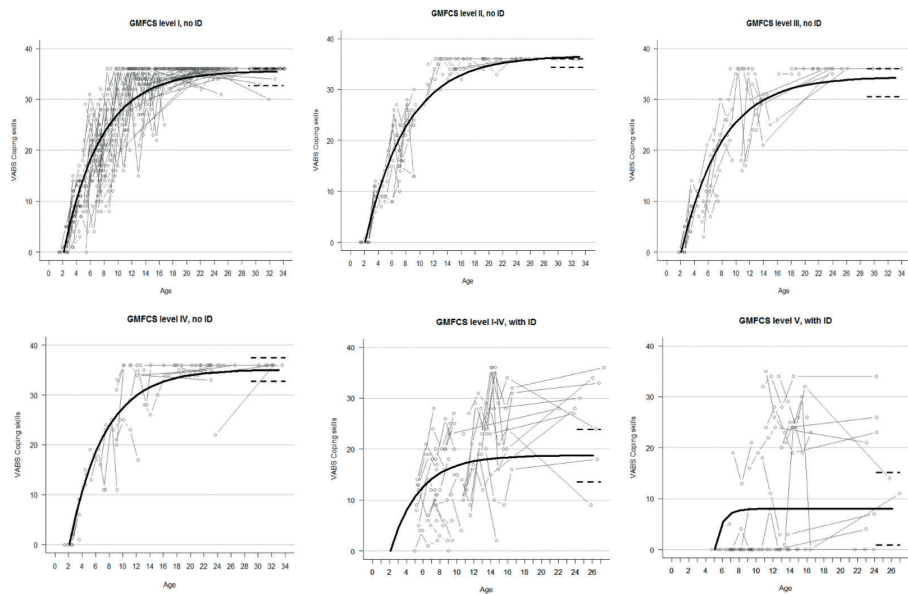 GMFCS level I, no ID
GMFCS level II, no ID
GMFCS level III, no ID
40
30
20
10
0
VABS Coping skills
0 2 4 6 8 10 12 14 16 18 20 22 24 26 28 30 32 34
Age
40
30
20
10
0
VABS Coping skills
0 2 4 6 8 10 12 14 16 18 20 22 24 26 28 30 32 34
Age
40
30
20
10
0
VABS Coping skills
0 2 4 6 8 10 12 14 16 18 20 22 24 26 28 30 32 34
Age
GMFCS level IV, no ID
GMFCS level I-IV, with ID
GMFCS level V, with ID
40
30
20
10
0
VABS Coping skills
0 2 4 6 8 10 12 14 16 18 20 22 24 26 28 30 32 34
Age
40
30
20
10
0
VABS Coping skills
0 2 4 6 8 10 12 14 16 18 20 22 24 26
Age
40
30
20
10
0
VABS Coping skills
0 2 4 6 8 10 12 14 16 18 20 22 24 26
Age